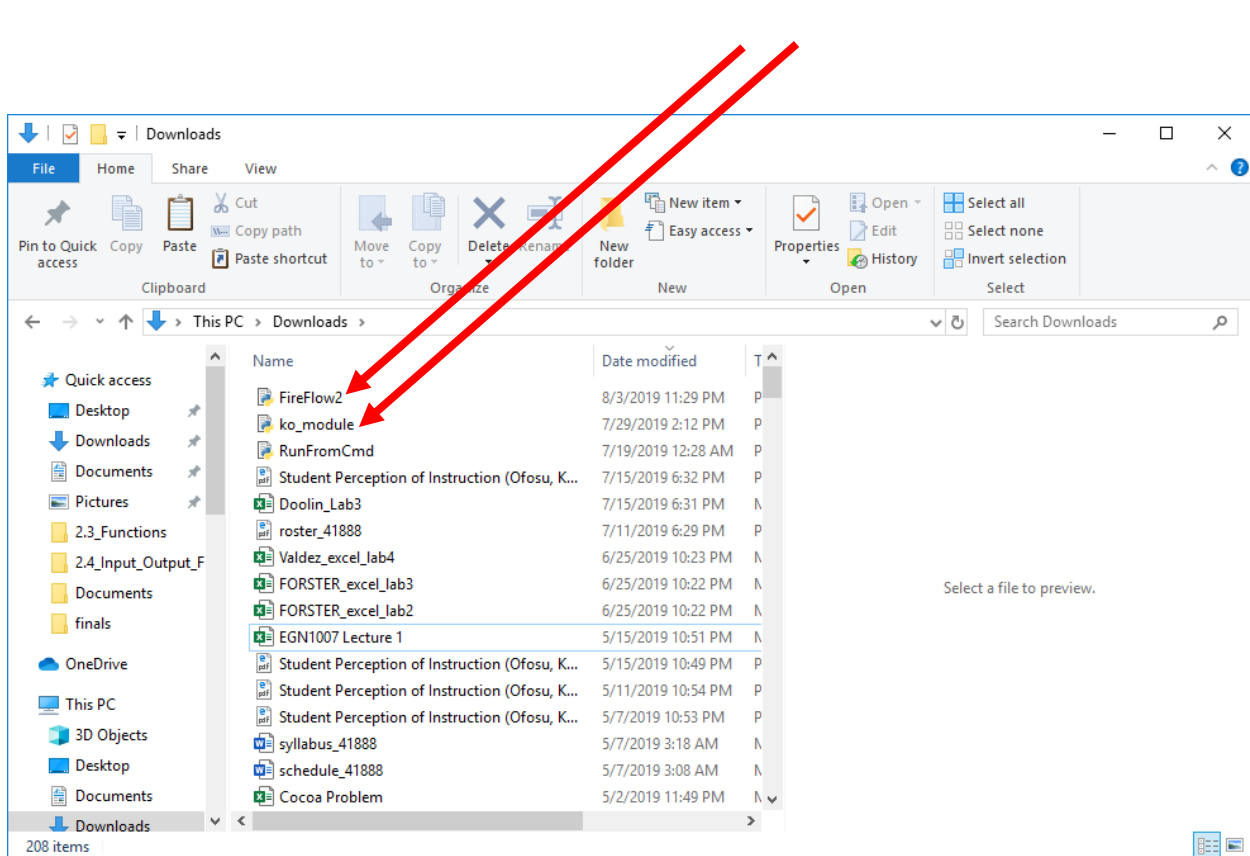 Downloads
File Home Share View
Pin to Quick access
Copy
Paste
Cut
Copy path
Paste shortcut
Clipboard
Move to
Copy to
Delete
Rename
Organize
New folder
New item
Easy access
New
Properties
Open
Edit
History
Open
Select all
Select none
Invert selection
Select
This PC > Downloads >
Search Downloads
Quick access
Desktop
Downloads
Documents
Pictures
2.3_Functions
2.4_Input_Output_F
Documents
finals
OneDrive
This PC
3D Objects
Desktop
Documents
Downloads
Name Date modified T
FireFlow2 8/3/2019 11:29 PM P
ko_module 7/29/2019 2:12 PM P
RunFromCmd 7/19/2019 12:28 AM P
Student Perception of Instruction (Ofosu, K... 7/15/2019 6:32 PM P
Doolin_Lab3 7/15/2019 6:31 PM M
roster_41888 7/11/2019 6:29 PM P
Valdez_excel_lab4 6/25/2019 10:23 PM M
FORSTER_excel_lab3 6/25/2019 10:22 PM M
FORSTER_excel_lab2 6/25/2019 10:22 PM M
EGN1007 Lecture 1 5/15/2019 10:51 PM M
Student Perception of Instruction (Ofosu, K... 5/15/2019 10:49 PM P
Student Perception of Instruction (Ofosu, K... 5/11/2019 10:54 PM P
Student Perception of Instruction (Ofosu, K... 5/7/2019 10:53 PM P
syllabus_41888 5/7/2019 3:18 AM M
schedule_41888 5/7/2019 3:08 AM M
Cocoa Problem 5/2/2019 11:49 PM M
Select a file to preview.
208 items